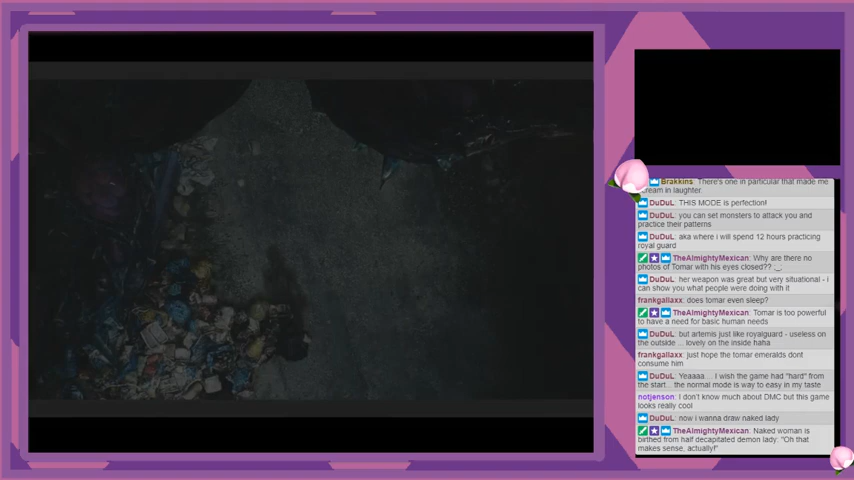 Brakkins: There's one in particular that made me
scream in laughter.
DuDuL: THIS MODE is perfection!
DuDuL: you can set monsters to attack you and
practice their patterns
DuDuL: aka where i will spend 12 hours practicing
royal guard
TheAlmightyMexican: Why are there no
photos of Tomar with his eyes closed?? ;_;
DuDuL: her weapon was great but very situational - i
can show you what people were doing with it
frankgaliaxx: does tomar even sleep?
TheAlmightyMexican: Tomar is too powerful
to have a need for basic human needs
DuDuL: but artemis just like royalguard - useless on
the outside ... lovely on the inside haha
frankgaliaxx: just hope the tomar emeralds dont
consume him
DuDuL: Yeaaaa... I wish the game had "hard" from
the start... the normal mode is way to easy in my taste
notjenson: I don't know much about DMC but this game
looks really cool
DuDuL: now i wanna draw naked lady
TheAlmightyMexican: Naked woman is
birthed from half decapitated demon lady: "Oh that
makes sense, actually!"